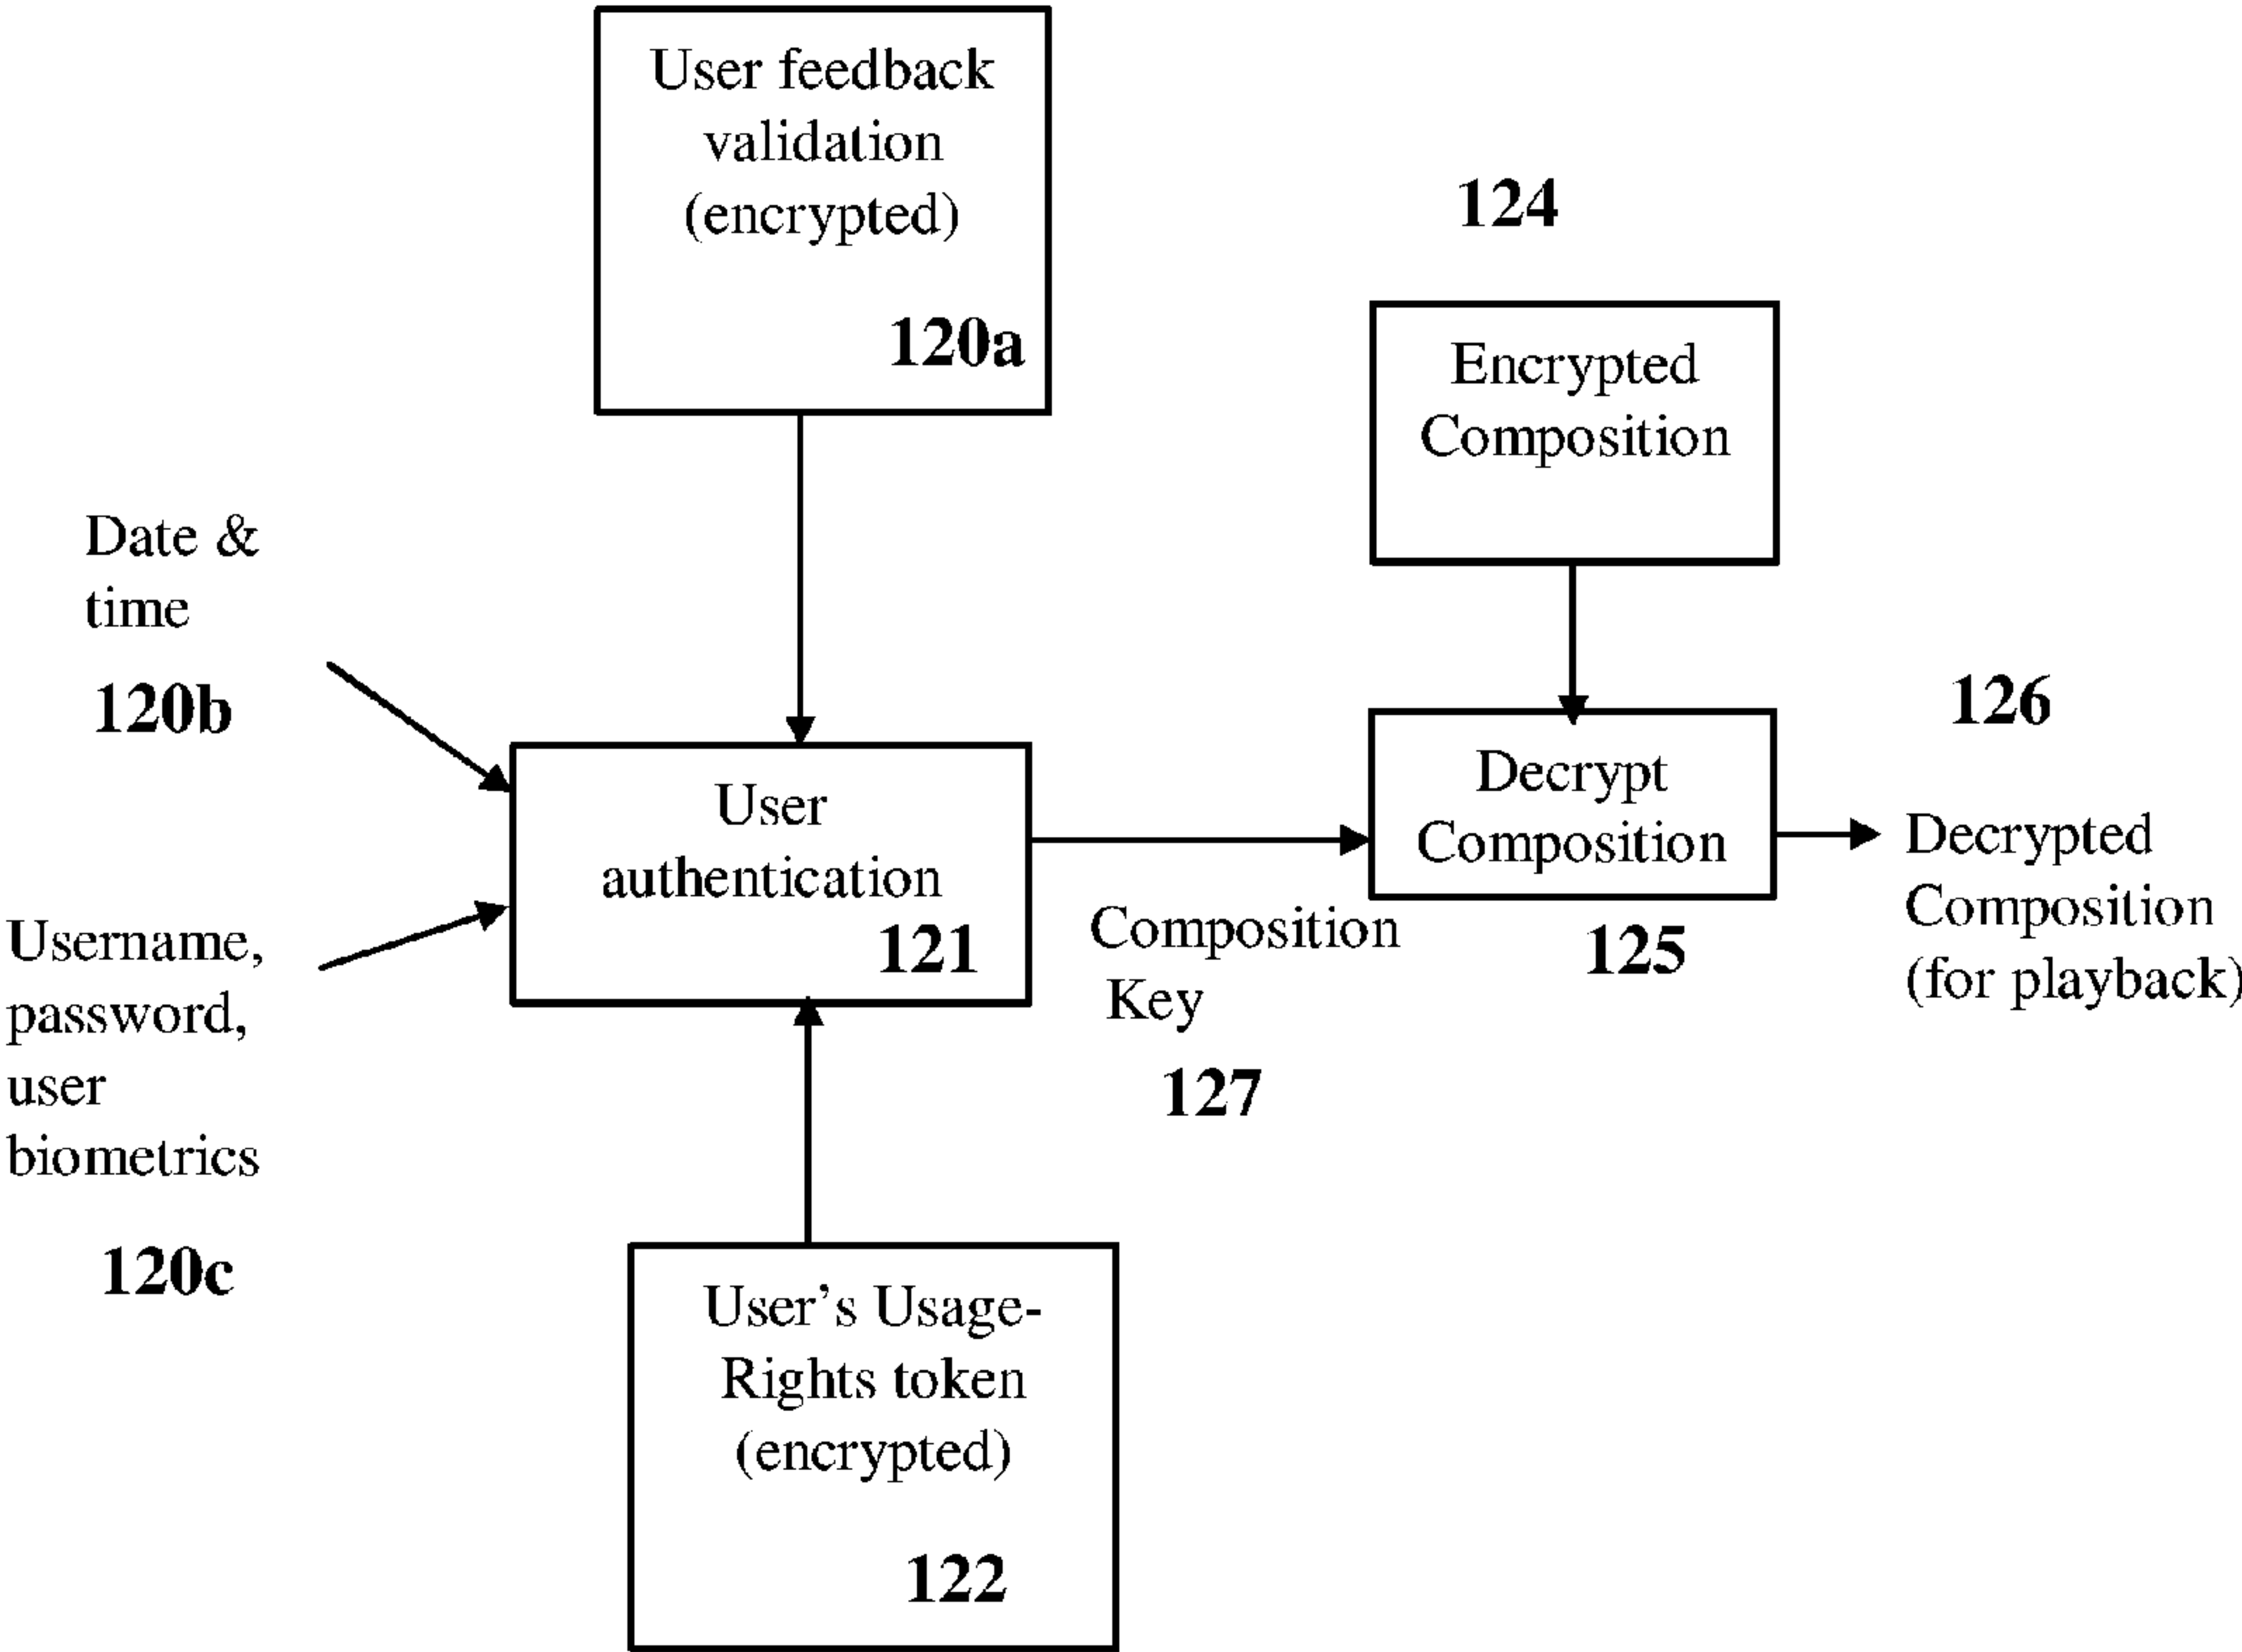 User feedback
validation
(encrypted)
120a
124
Encrypted
Composition
Date &
time
120b
Username,
password,
user
biometrics
120c
User
authentication
121
Composition
Key
127
Decrypt
Composition
125
126
Decrypted
Composition
(for playback)
User’s Usage-
Rights token
(encrypted)
122